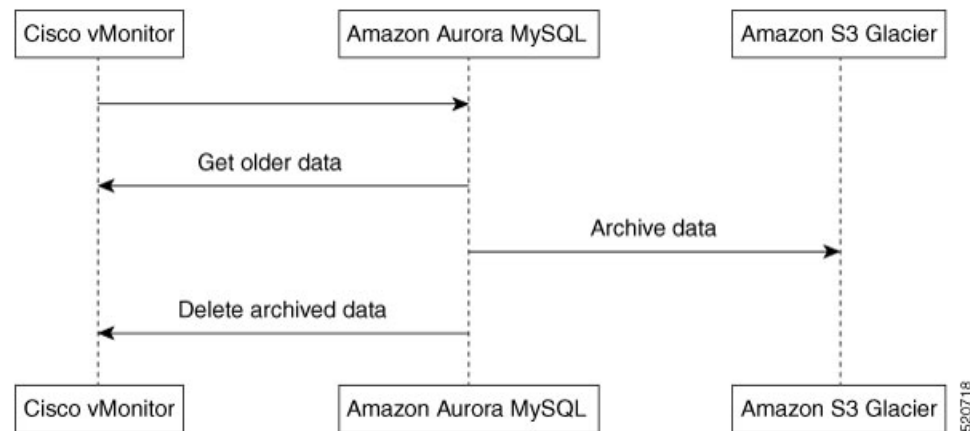 Cisco vMonitor
Amazon Aurora MySQL
Amazon S3 Glacier
Get older data
Archive data
Delete archived data
Cisco vMonitor
Amazon Aurora MySQL
Amazon S3 Glacier
520718